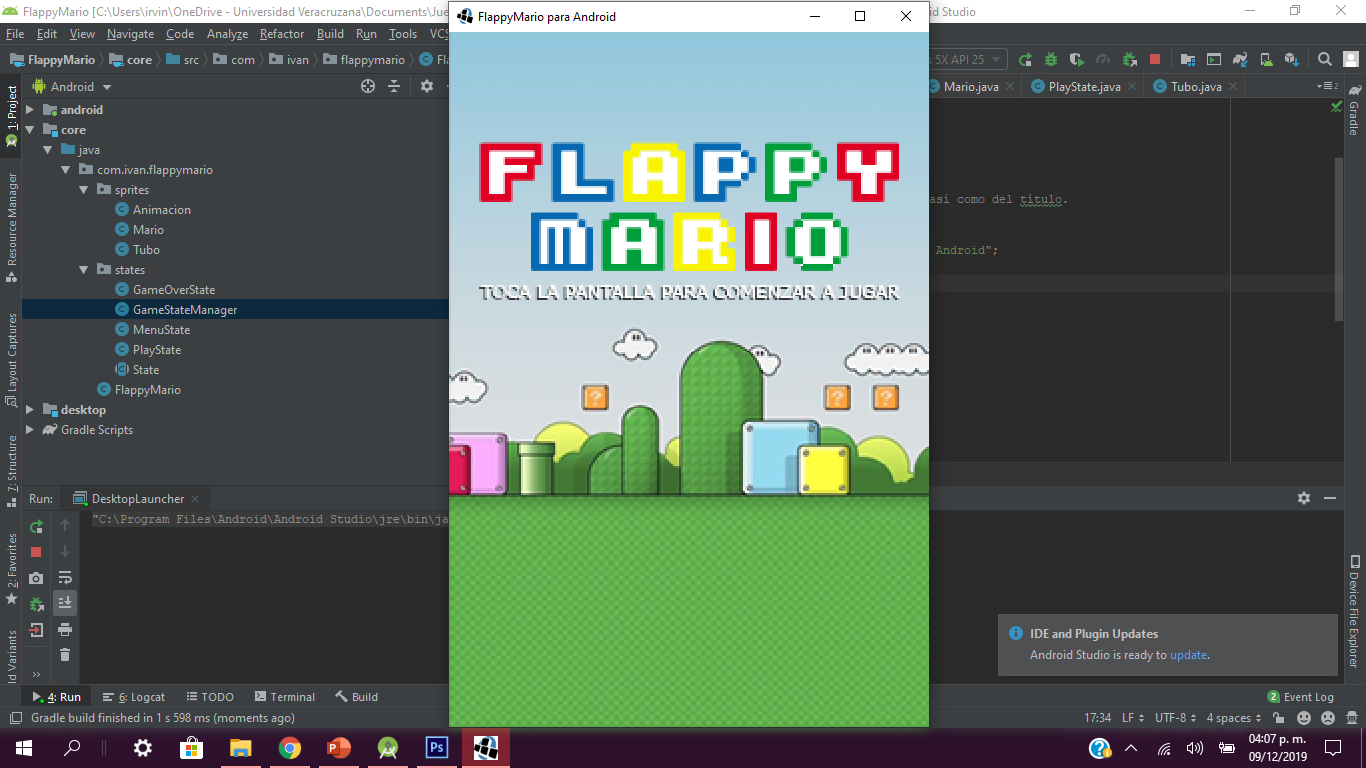 FlappyMario [C:\Users\irvin\OneDrive - Universidad Veracruzana\Documents\Jue
FlappyMario para Android
d Studio
File Edit View Navigate Code Analyze Refactor Build Run Tools VCS
FlappyMario core src com ivan flappymario Fla
5X API 25
Android
Mario.java PlayState.java Tubo.java
2
1: Project
Resource Manager
Layout Captures
7: Structure
2: Favorites
ld Variants
android
core
java
com.ivan.flappymario
sprites
Animacion
Mario
Tubo
states
GameOverState
GameStateManager
MenuState
PlayState
State
FlappyMario
desktop
Gradle Scripts
FLAPPY
MARIO
TOCA LA PANTALLA PARA COMENZAR A JUGAR
? ? ?
asi como del titulo.
Android";
Gradle
Device File Explorer
Run: DesktopLauncher
"C:\Program Files\Android\Android Studio\jre\bin\ja
IDE and Plugin Updates
Android Studio is ready to update.
4: Run 6: Logcat TODO Terminal Build 2 Event Log
Gradle build finished in 1 s 598 ms (moments ago) 17:34 LF UTF-8 4 spaces
Ps
04:07 p. m.
09/12/2019